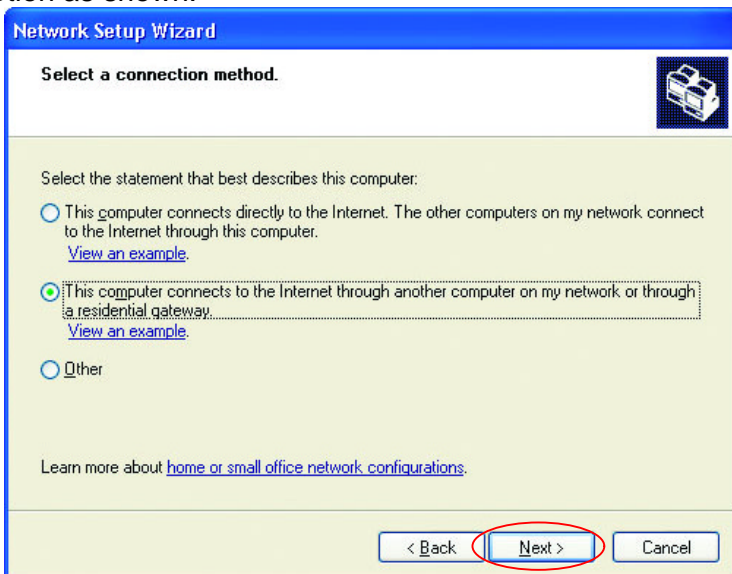 as shown.
Network Setup Wizard
Select a connection method.
Select the statement that best describes this computer:
This computer connects directly to the Internet. The other computers on my network connect
to the Internet through this computer.
View an example.
This computer connects to the Internet through another computer on my network or through
a residential gateway.
View an example.
Other
Learn more about home or small office network configurations.
< Back Next > Cancel